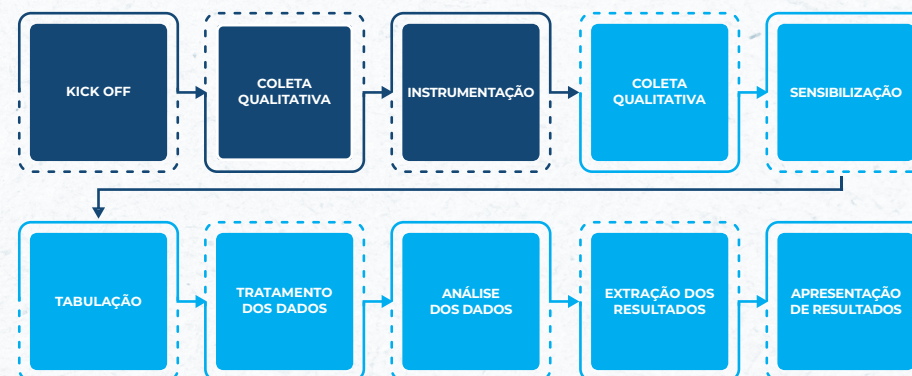 KICK OFF
COLETA
QUALITATIVA
INSTRUMENTAÇÃO
COLETA
QUALITATIVA
SENSIBILIZAÇÃO
TABULAÇÃO
TRATAMENTO
DOS DADOS
ANÁLISE
DOS DADOS
EXTRAÇÃO DOS
RESULTADOS
APRESENTAÇÃO
DE RESULTADOS